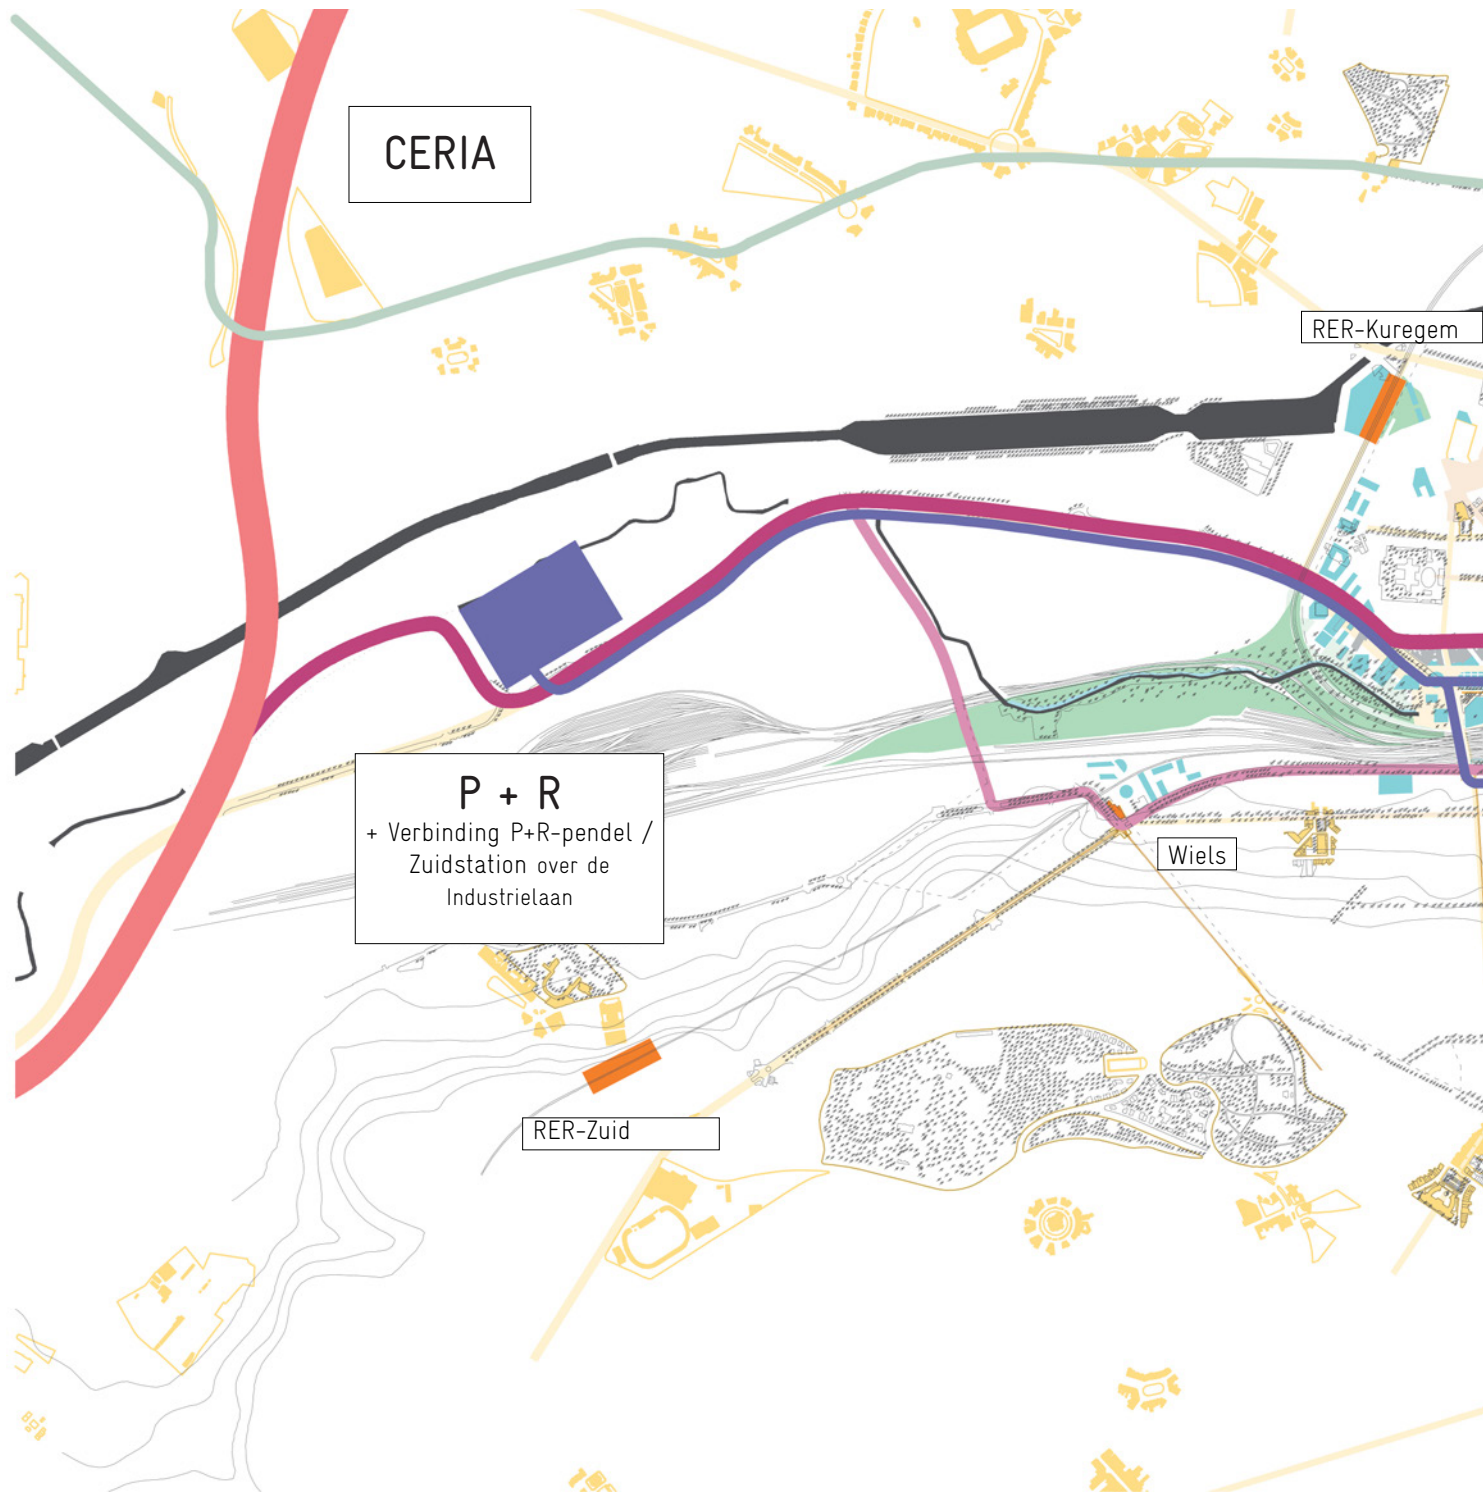 CERIA
RER-Kuregem
P + R
+ Verbinding P+R-pendel /
Zuidstation over de
Industrielaan
Wiels
RER-Zuid